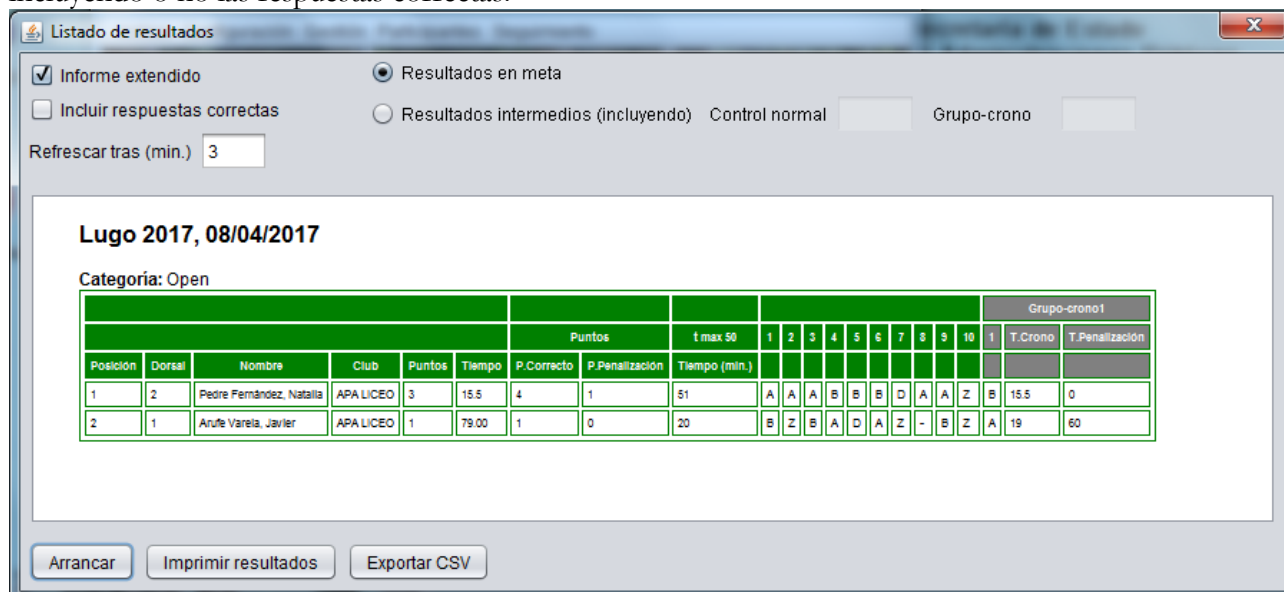 incluyendo o no las respuestas correctas.
Listado de resultados
Informe extendido
Resultados en meta
Incluir respuestas correctas
Resultados intermedios (incluyendo) Control normal Grupo-crono
Refrescar tras (min.) 3
Lugo 2017, 08/04/2017
Categoría: Open
Grupo-crono1
Puntos t max 50 1 2 3 4 5 6 7 8 9 10 1 T.Crono T.Penalización
Posición Dorsal Nombre Club Puntos Tiempo P.Correcto P.Penalización Tiempo (min.)
1 2 Pedre Fernández, Natalia APA LICEO 3 15.5 4 1 51 A A A B B B D A A Z B 15.5 0
2 1 Arufe Varela, Javier APA LICEO 1 79.00 1 0 20 B Z B A D A Z - B Z A 19 60
Arrancar Imprimir resultados Exportar CSV